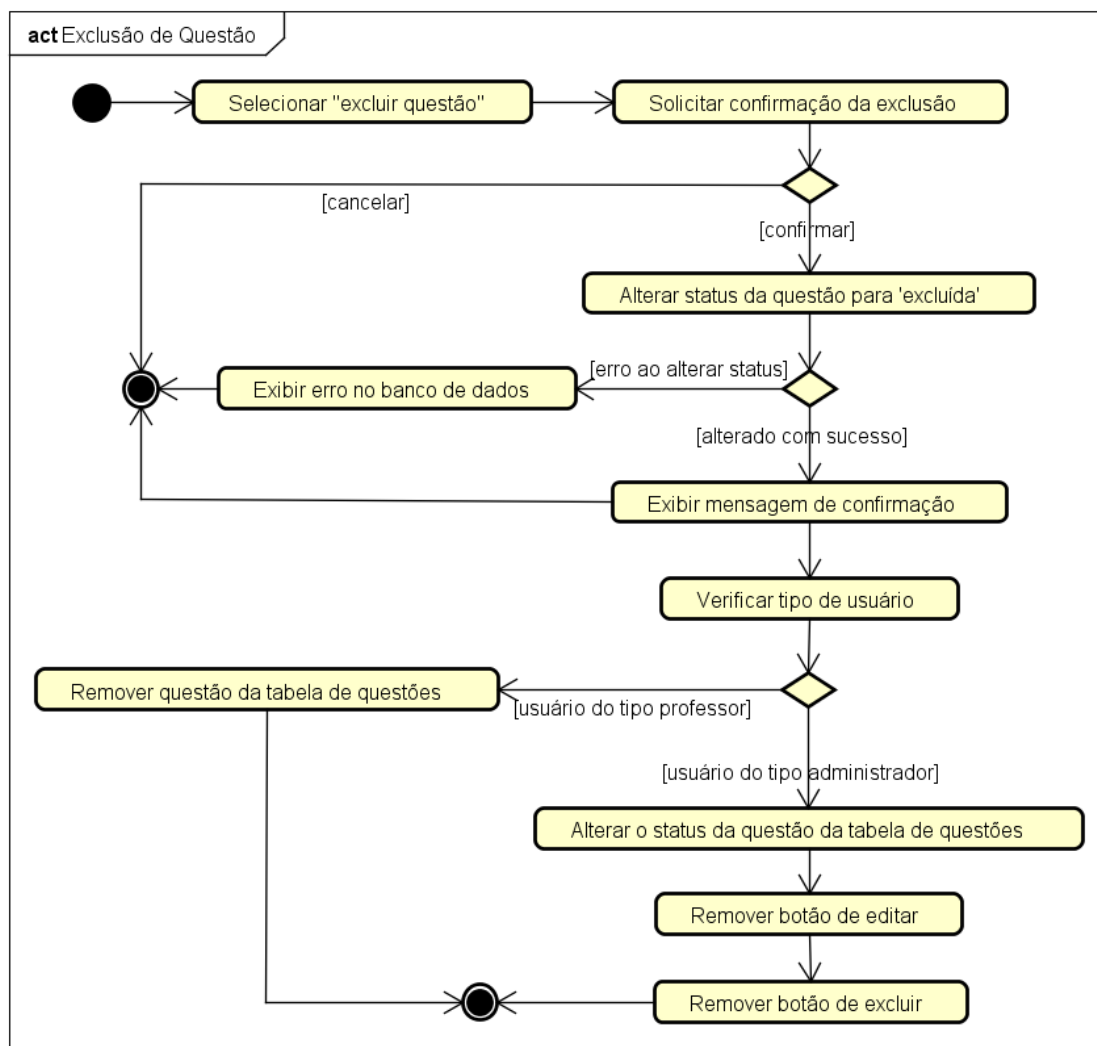 act Exclusão de Questão
Selecionar "excluir questão"
Solicitar confirmação da exclusão
[cancelar]
[confirmar]
Alterar status da questão para 'excluída'
[erro ao alterar status]
Exibir erro no banco de dados
[alterado com sucesso]
Exibir mensagem de confirmação
Verificar tipo de usuário
Remover questão da tabela de questões
[usuário do tipo professor]
[usuário do tipo administrador]
Alterar o status da questão da tabela de questões
Remover botão de editar
Remover botão de excluir